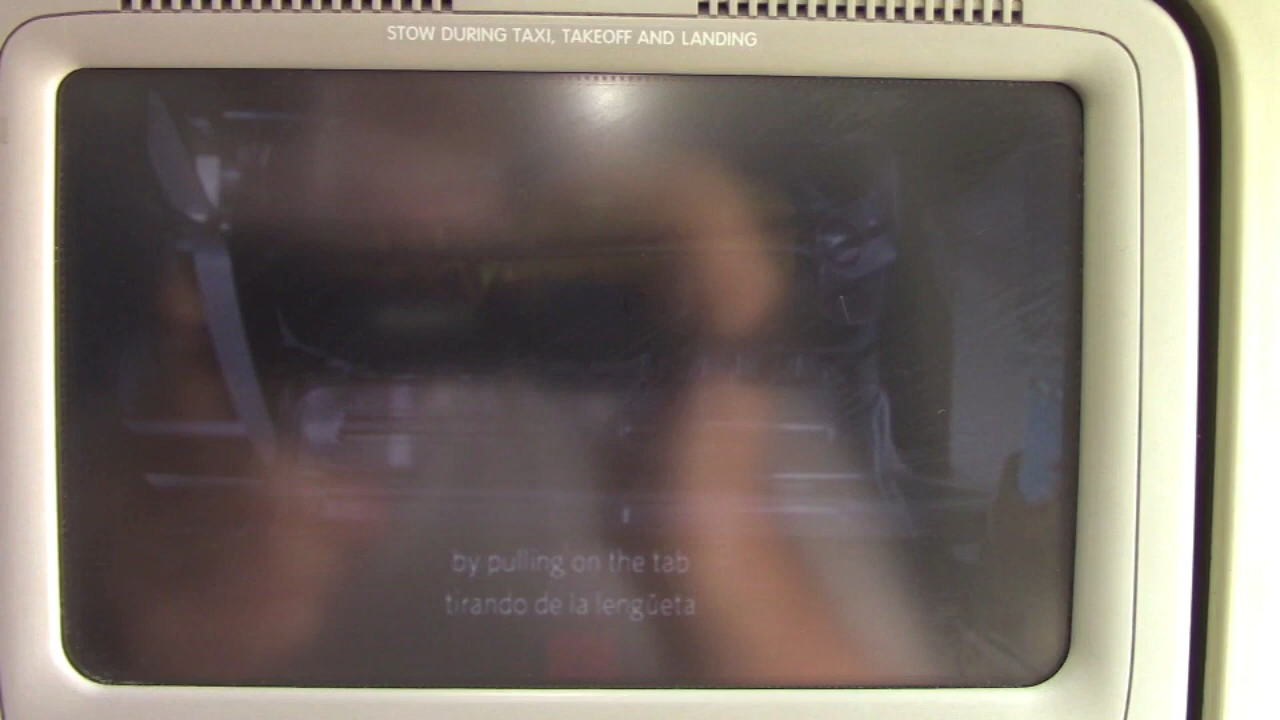 STOW DURING TAXI, TAKEOFF AND LANDING
by pulling on the tab
tirando de la lengüeta